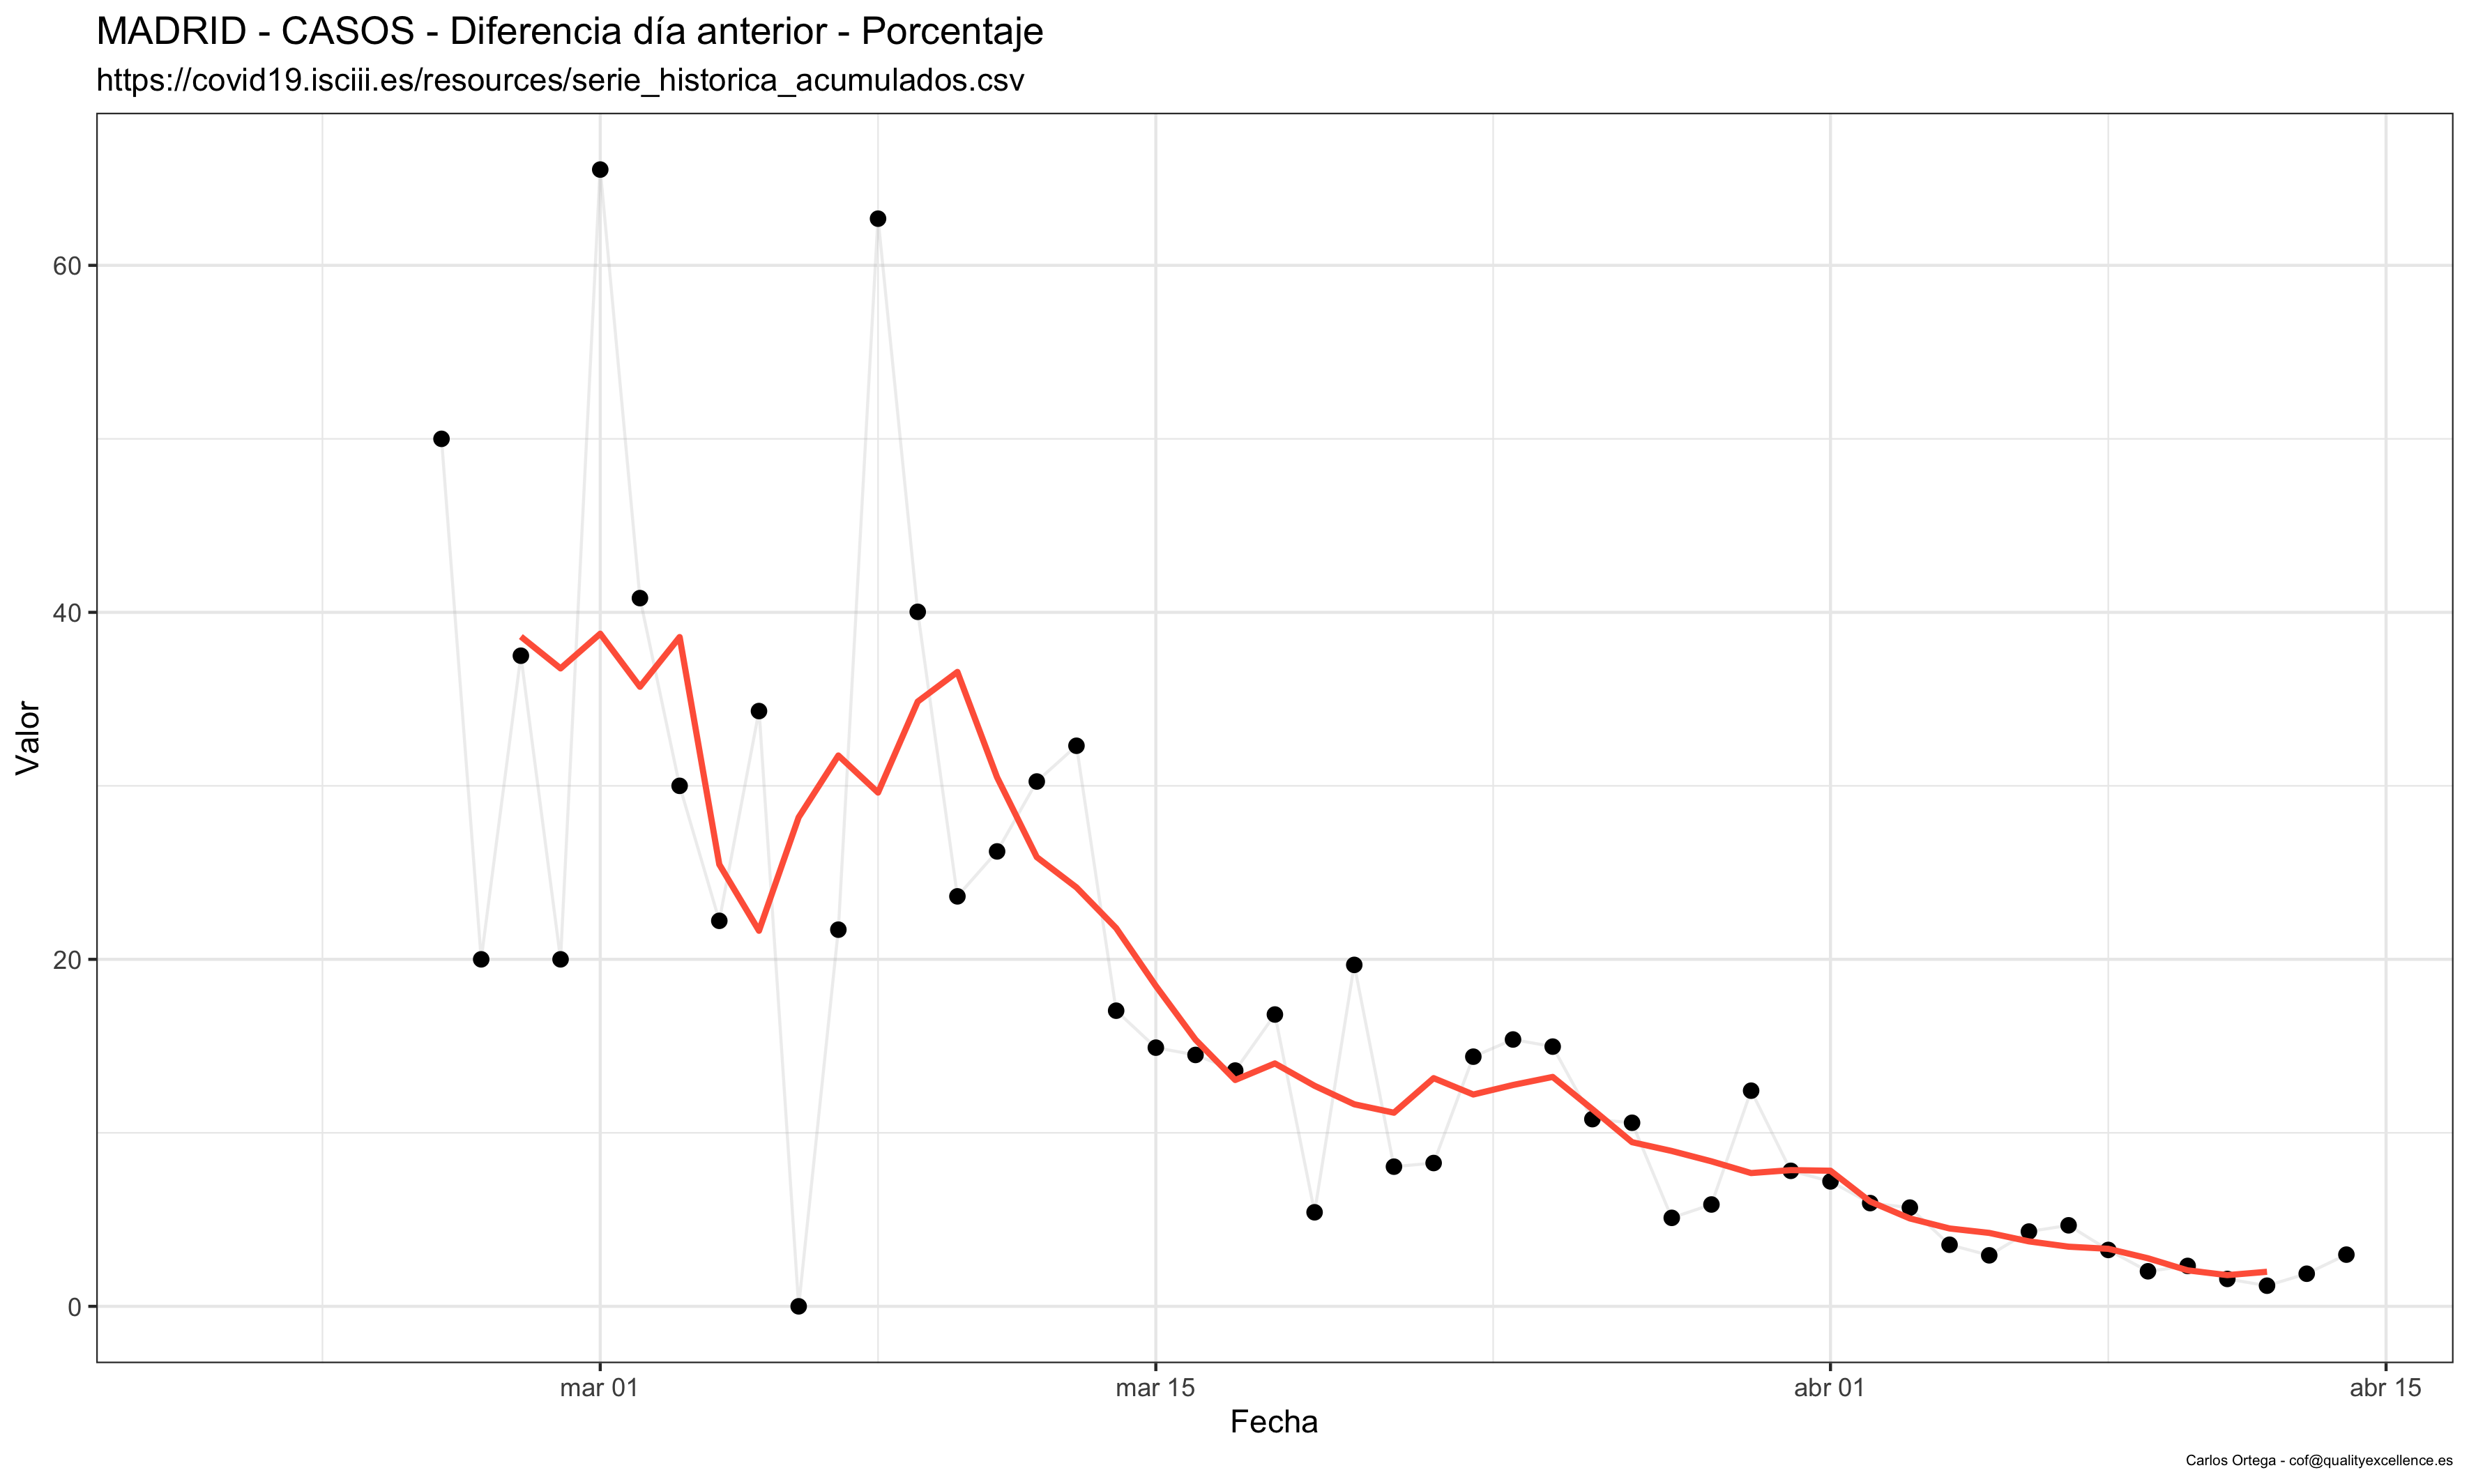 MADRID - CASOS - Diferencia día anterior - Porcentaje
https://covid19.isciii.es/resources/serie_historica_acumulados.csv
60
40
20
0
Valor
mar 01
mar 15
abr 01
abr 15
Fecha
Carlos Ortega - cof@qualityexcellence.es